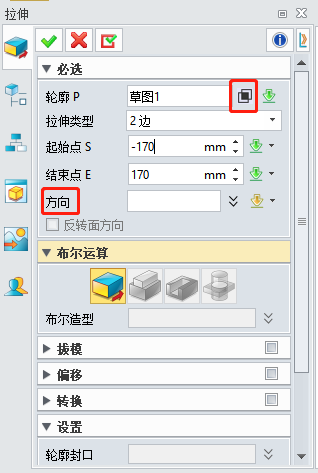 拉伸
必选
轮廓 P 草图1
拉伸类型 2 边
起始点 S -170 mm
结束点 E 170 mm
方向
反转面方向
布尔运算
布尔造型
拔模
偏移
转换
设置
轮廓封口